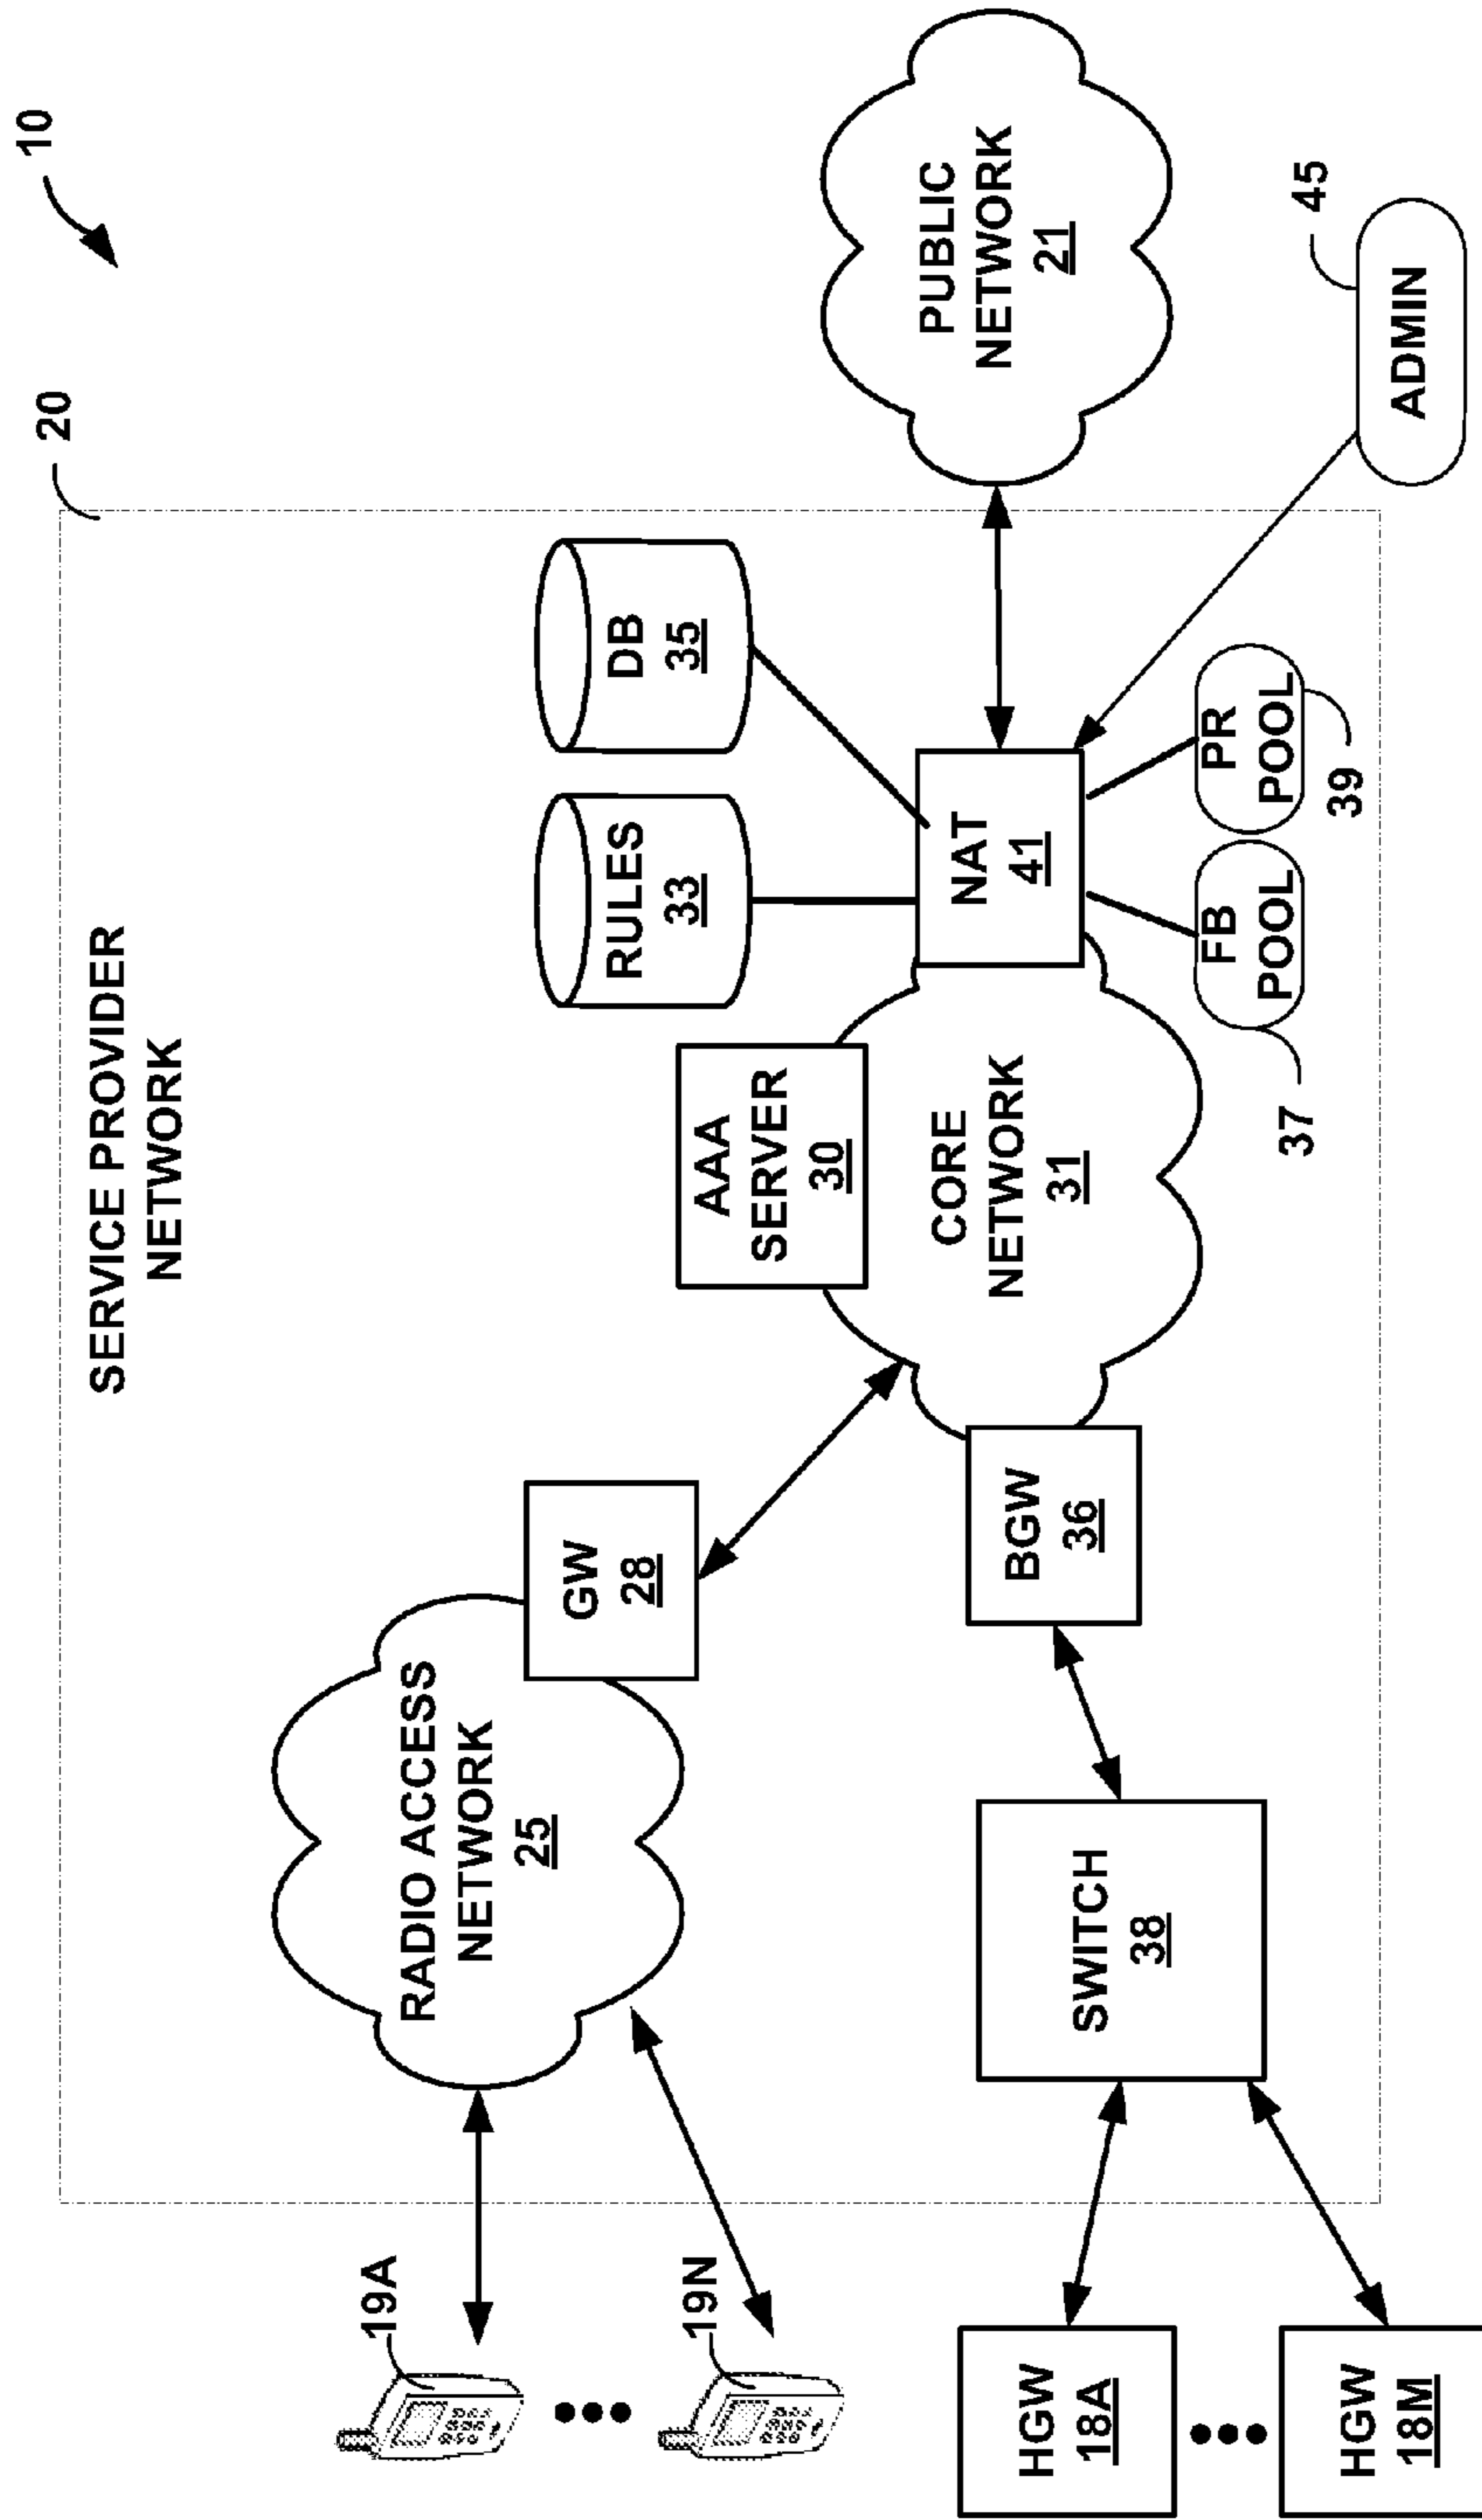 10
20
SERVICE PROVIDER
NETWORK
RULES
33
DB
35
AAA
SERVER
30
RADIO ACCESS
NETWORK
25
GW
28
19A
19N
CORE
NETWORK
31
NAT
41
PUBLIC
NETWORK
21
BGW
36
SWITCH
38
HGW
18A
HGW
18M
FB
POOL
37
PR
POOL
39
45
ADMIN